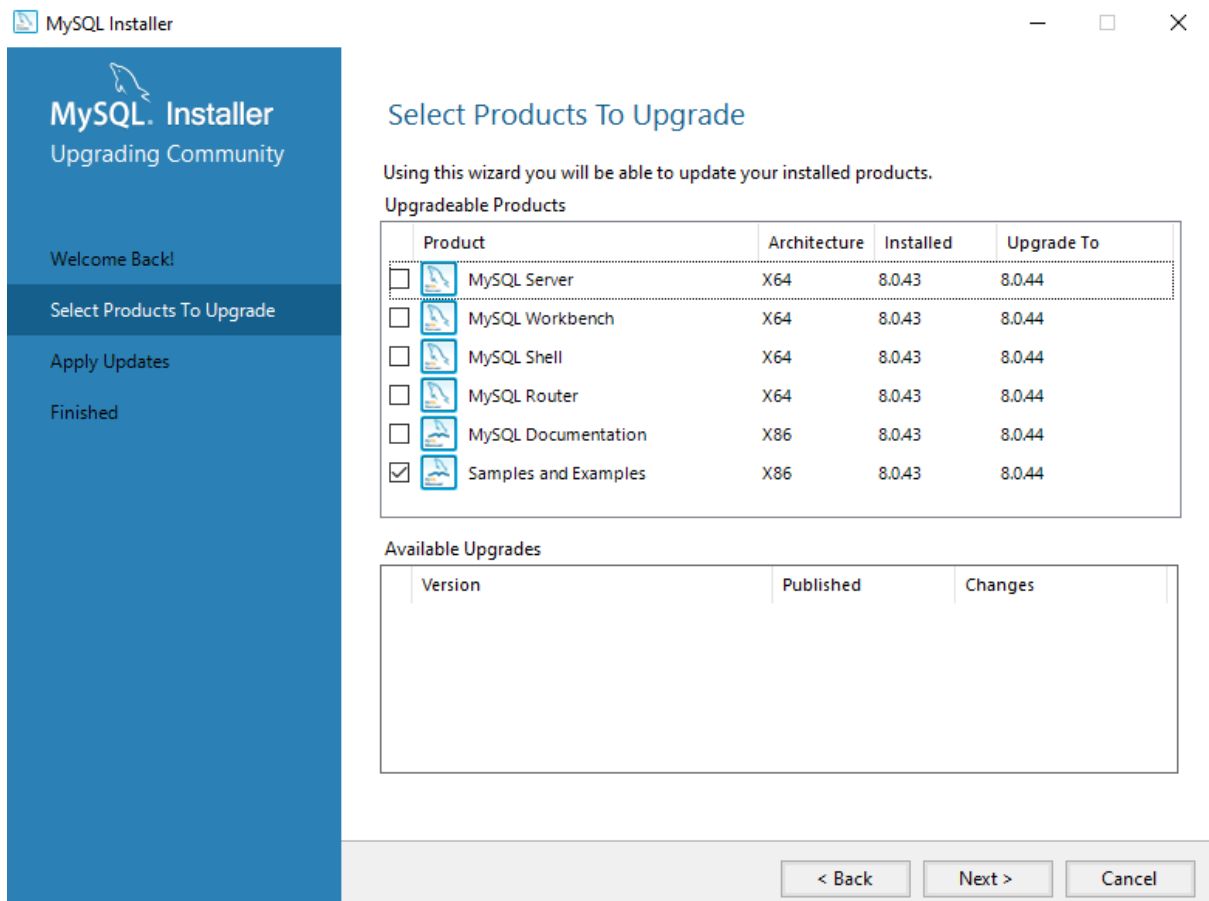 MySQL Installer
MySQL. Installer
Upgrading Community
Welcome Back!
Select Products To Upgrade
Apply Updates
Finished
Select Products To Upgrade
Using this wizard you will be able to update your installed products.
Upgradeable Products
Product Architecture Installed Upgrade To
MySQL Server X64 8.0.43 8.0.44
MySQL Workbench X64 8.0.43 8.0.44
MySQL Shell X64 8.0.43 8.0.44
MySQL Router X64 8.0.43 8.0.44
MySQL Documentation X86 8.0.43 8.0.44
Samples and Examples X86 8.0.43 8.0.44
Available Upgrades
Version Published Changes
< Back Next > Cancel